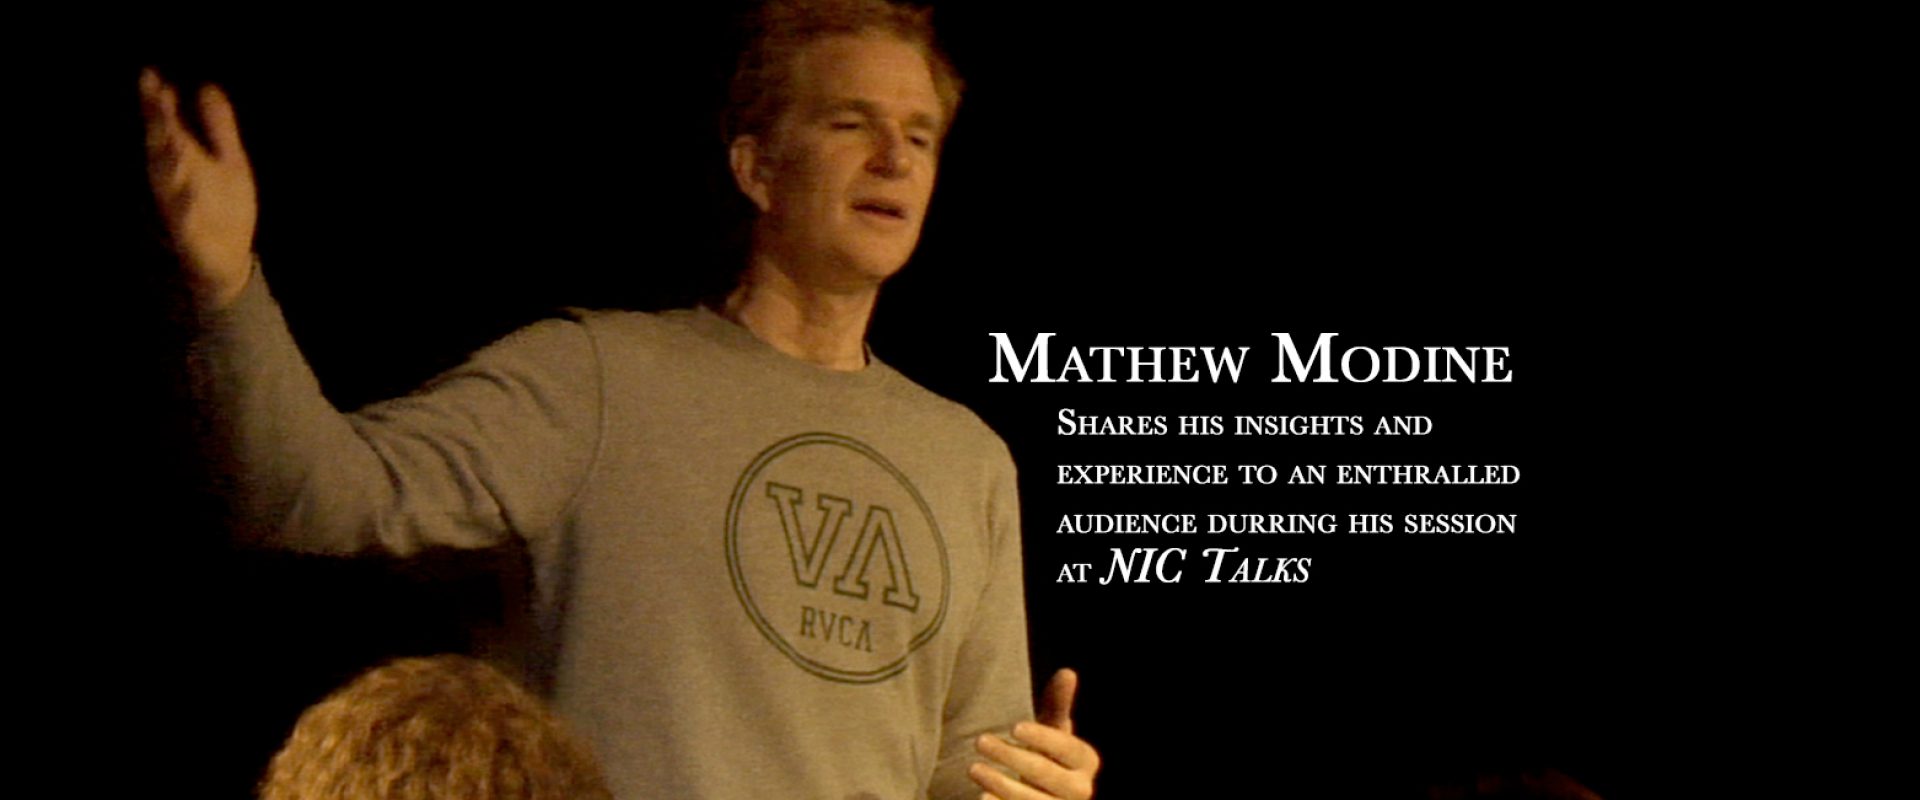 Mathew Modine
Shares his insights and
experience to an enthralled
audience durring his session
at NIC Talks
VA
RVCA